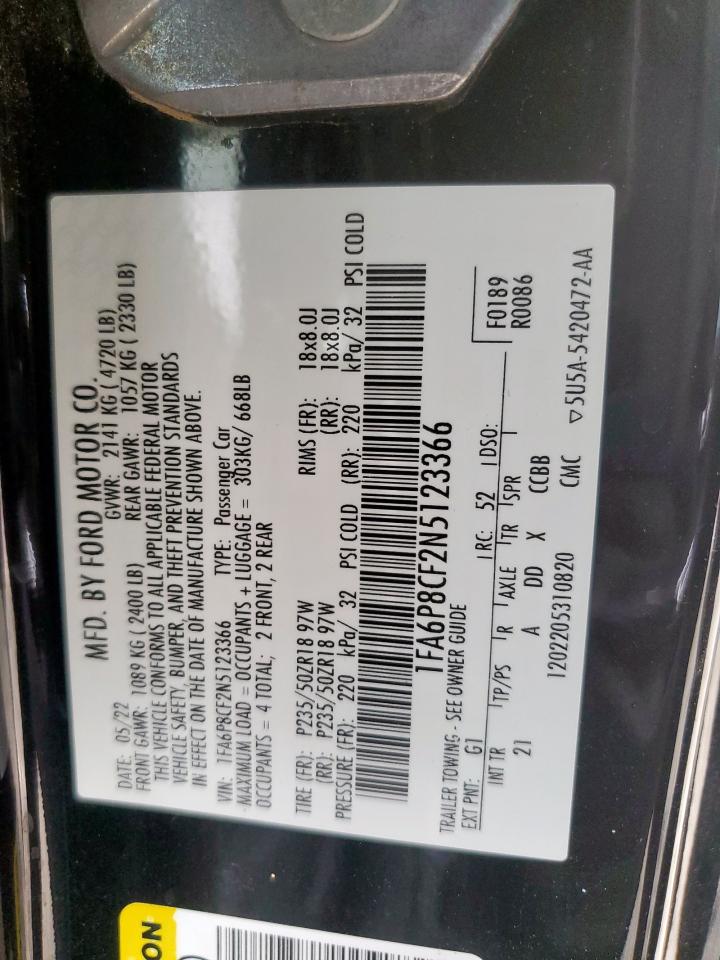 MFD. BY FORD MOTOR CO.
DATE: 05/22 GVWR: 2141 KG ( 4720 LB)
FRONT GAWR: 1089 KG ( 2400 LB) REAR GAWR: 1057 KG ( 2330 LB)
THIS VEHICLE CONFORMS TO ALL APPLICABLE FEDERAL MOTOR
VEHICLE SAFETY, BUMPER, AND THEFT PREVENTION STANDARDS
IN EFFECT ON THE DATE OF MANUFACTURE SHOWN ABOVE.
VIN: 1FA6P8CF2N5123366 TYPE: Passenger Car
MAXIMUM LOAD = OCCUPANTS + LUGGAGE = 303KG/ 668LB
OCCUPANTS = 4 TOTAL; 2 FRONT, 2 REAR
TIRE (FR): P235/50ZR18 97W RIMS (FR): 18x8.0J
(RR): P235/50ZR18 97W (RR): 18x8.0J
PRESSURE (FR): 220 kPa/ 32 PSI COLD (RR): 220 kPa/ 32 PSI COLD
1FA6P8CF2N5123366
TRAILER TOWING - SEE OWNER GUIDE
EXT PNT: G1 RC: 52 DSO: F0189
INT TR TP/PS R AXLE TR SPR R0086
21 A DD X CCBB
1202205310820 CMC ▽5U5A-5420472-AA
ON